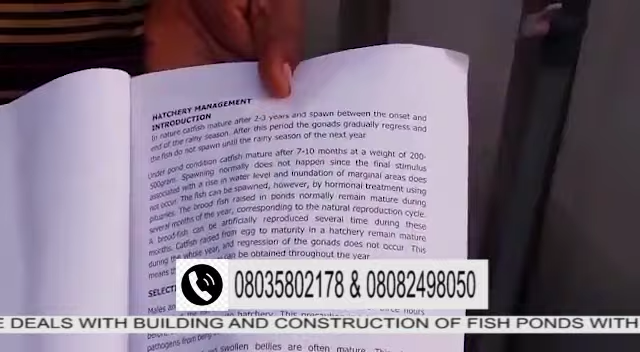 HATCHERY MANAGEMENT
INTRODUCTION
In nature catfish mature after 2-3 years and spawn between the onset and
end of the rainy season. After this period the gonads gradually regress and
the fish do not spawn until the rainy season of the next year
Under pond condition catfish mature after 7-10 months at a weight of 200-
500gram. Spawning normally does not happen since the final stimulus
associated with a rise in water level and inundation of marginal areas does
not occur. The fish can be spawned, however, by hormonal treatment using
pituaries. The brood fish raised in ponds normally remain mature during
several months of the year, corresponding to the natural reproduction cycle.
A brood-fish can be artificially reproduced several time during these
months. Catfish raised from egg to maturity in a hatchery remain mature
during the whole year, and regression of the gonads does not occur. This
means can be obtained throughout the year
SELECT
08035802178 & 08082498050
Males an
hatchery. This hours
E DEALS WITH BUILDING AND CONSTRUCTION OF FISH PONDS WITH
pathogens from
swollen bellies are often mature. This